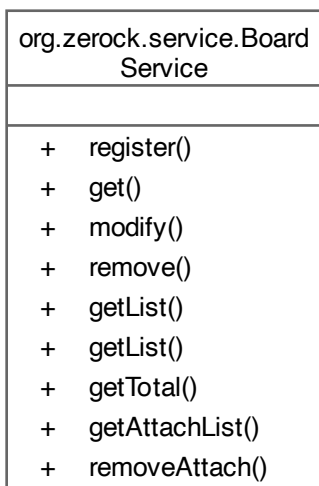 org.zerock.service.Board
Service
+ register()
+ get()
+ modify()
+ remove()
+ getList()
+ getList()
+ getTotal()
+ getAttachList()
+ removeAttach()